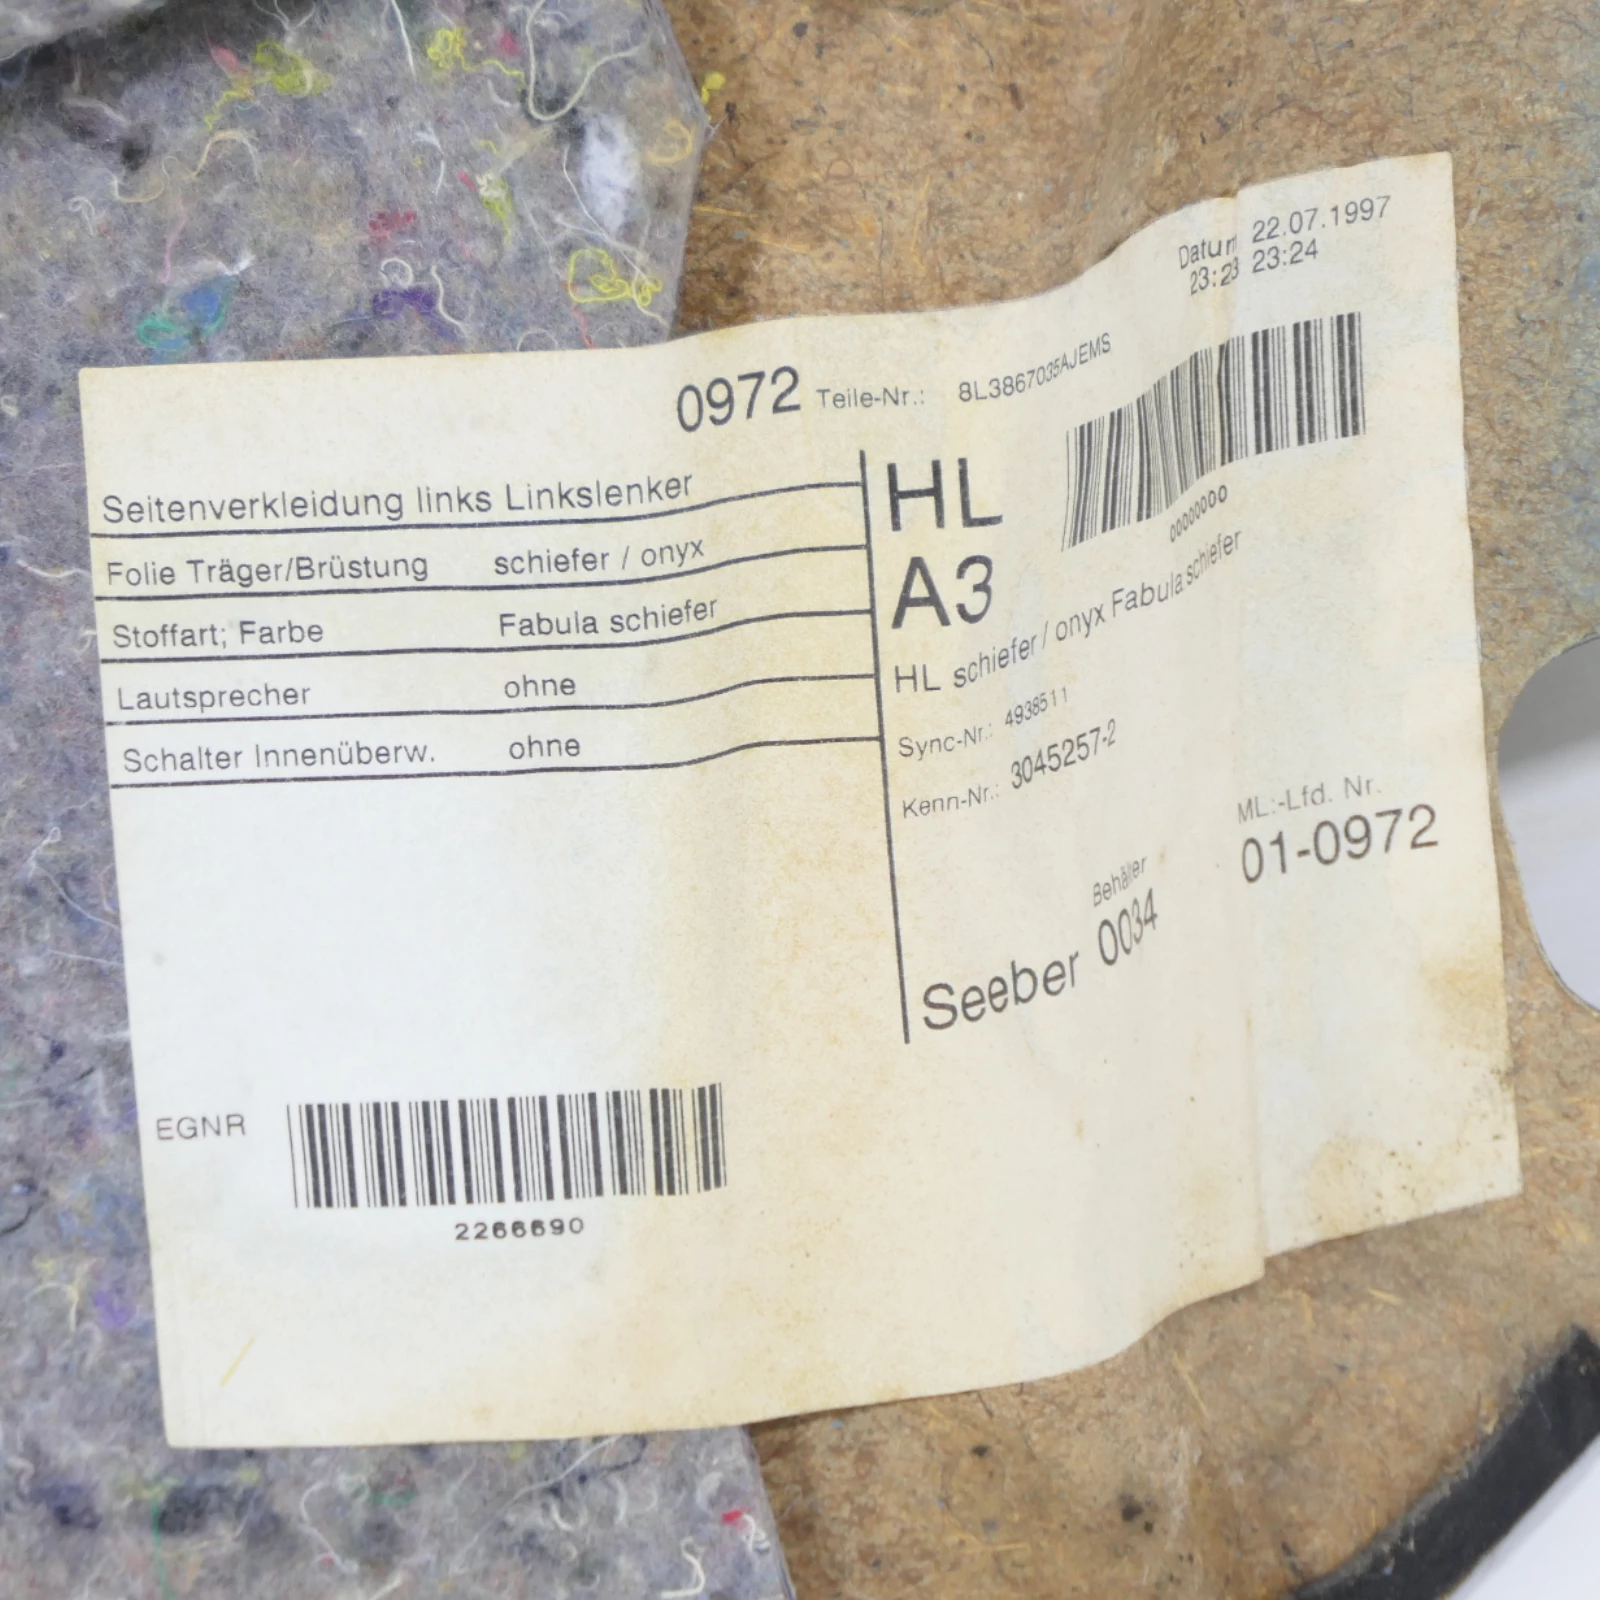 Datum 22.07.1997
23:23 23:24
0972 Teile-Nr.: 8L3867035AJEMS
00000000
Seitenverkleidung links Linkslenker
Folie Träger/Brüstung schiefer / onyx
Stoffart; Farbe Fabula schiefer
Lautsprecher ohne
Schalter Innenüberw. ohne
HL
A3
HL schiefer / onyx Fabula schiefer
Sync-Nr.: 4938511
Kenn-Nr.: 3045257-2
ML:-Lfd. Nr.
01-0972
Behälter
Seeber 0034
EGNR
2266690